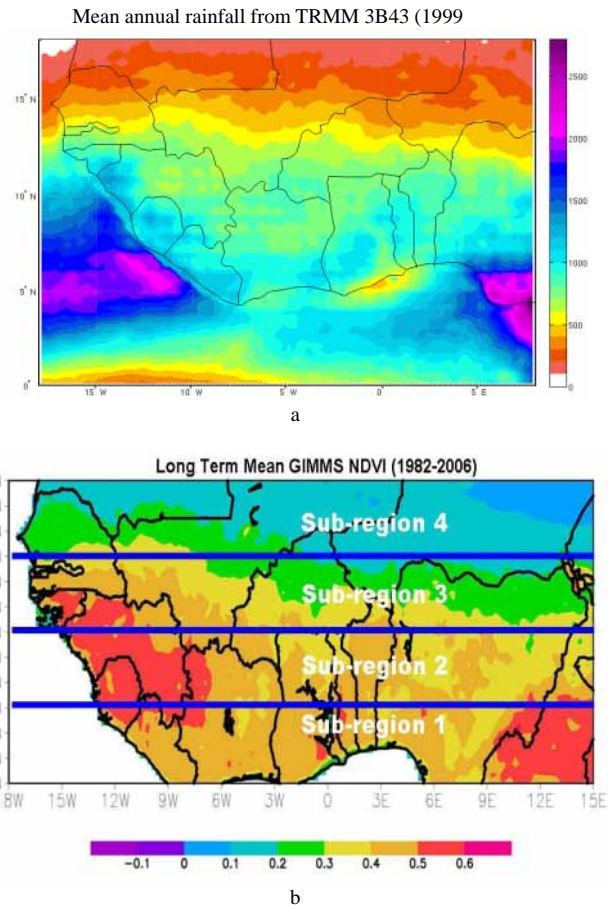 Mean annual rainfall from TRMM 3B43 (1999
15° N
10° N
5° N
0°
15° W
10° W
5° W
0°
5° E
2500
2000
1500
1000
500
0
a
Long Term Mean GIMMS NDVI (1982-2006)
Sub-region 4
Sub-region 3
Sub-region 2
Sub-region 1
8W 15W 12W 9W 6W 3W 0 3E 6E 9E 12E 15E
-0.1 0 0.1 0.2 0.3 0.4 0.5 0.6
b